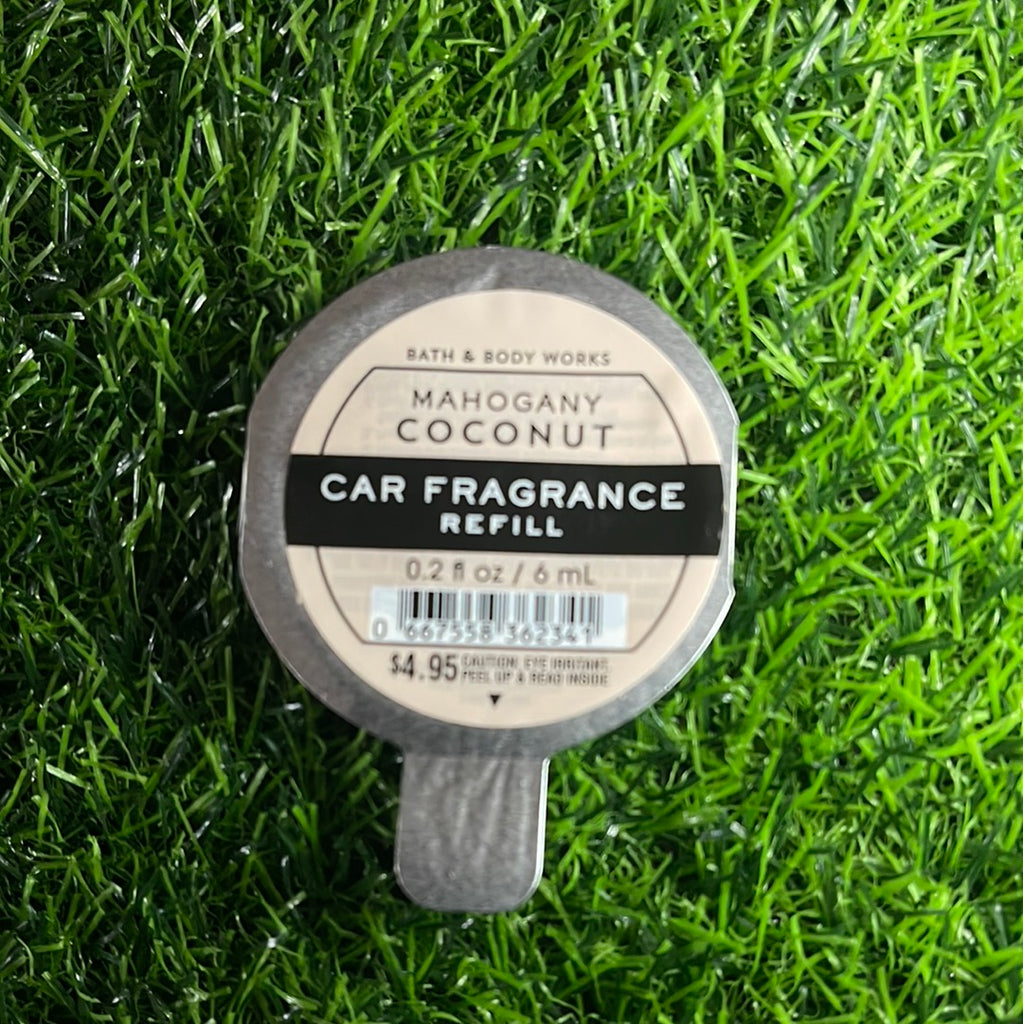 BATH & BODY WORKS
MAHOGANY
COCONUT
CAR FRAGRANCE
REFILL
0.2 fl oz / 6 mL
0 667558 362341
$4.95 CAUTION: EYE IRRITANT.
PEEL UP & READ INSIDE